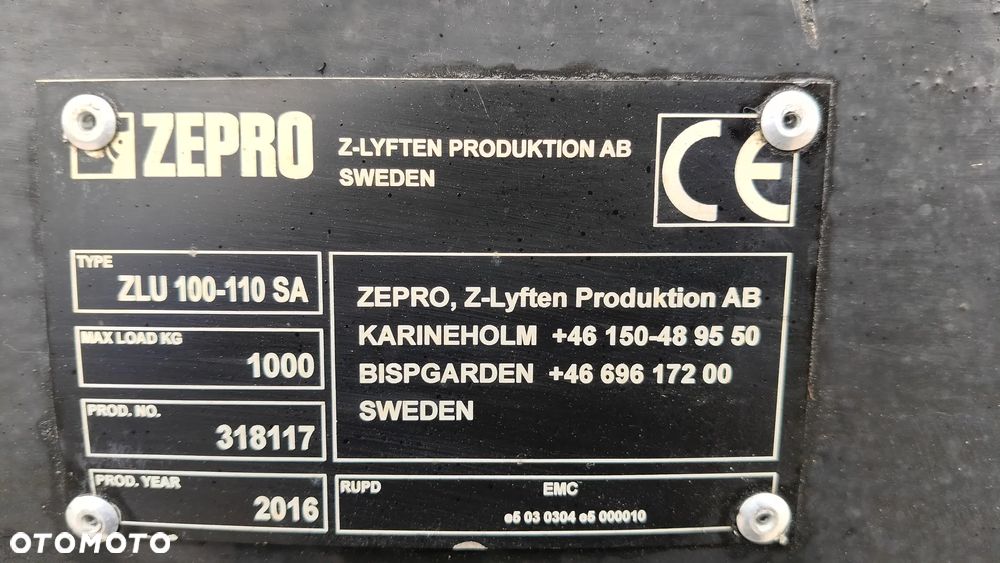 ZEPRO
Z-LYFTEN PRODUKTION AB
SWEDEN
CE
TYPE
ZLU 100-110 SA
MAX LOAD KG
1000
PROD. NO.
318117
PROD. YEAR
2016
ZEPRO, Z-Lyften Produktion AB
KARINEHOLM +46 150-48 95 50
BISPGARDEN +46 696 172 00
SWEDEN
RUPD EMC
e5 03 0304 e5 000010
OTOMOTO